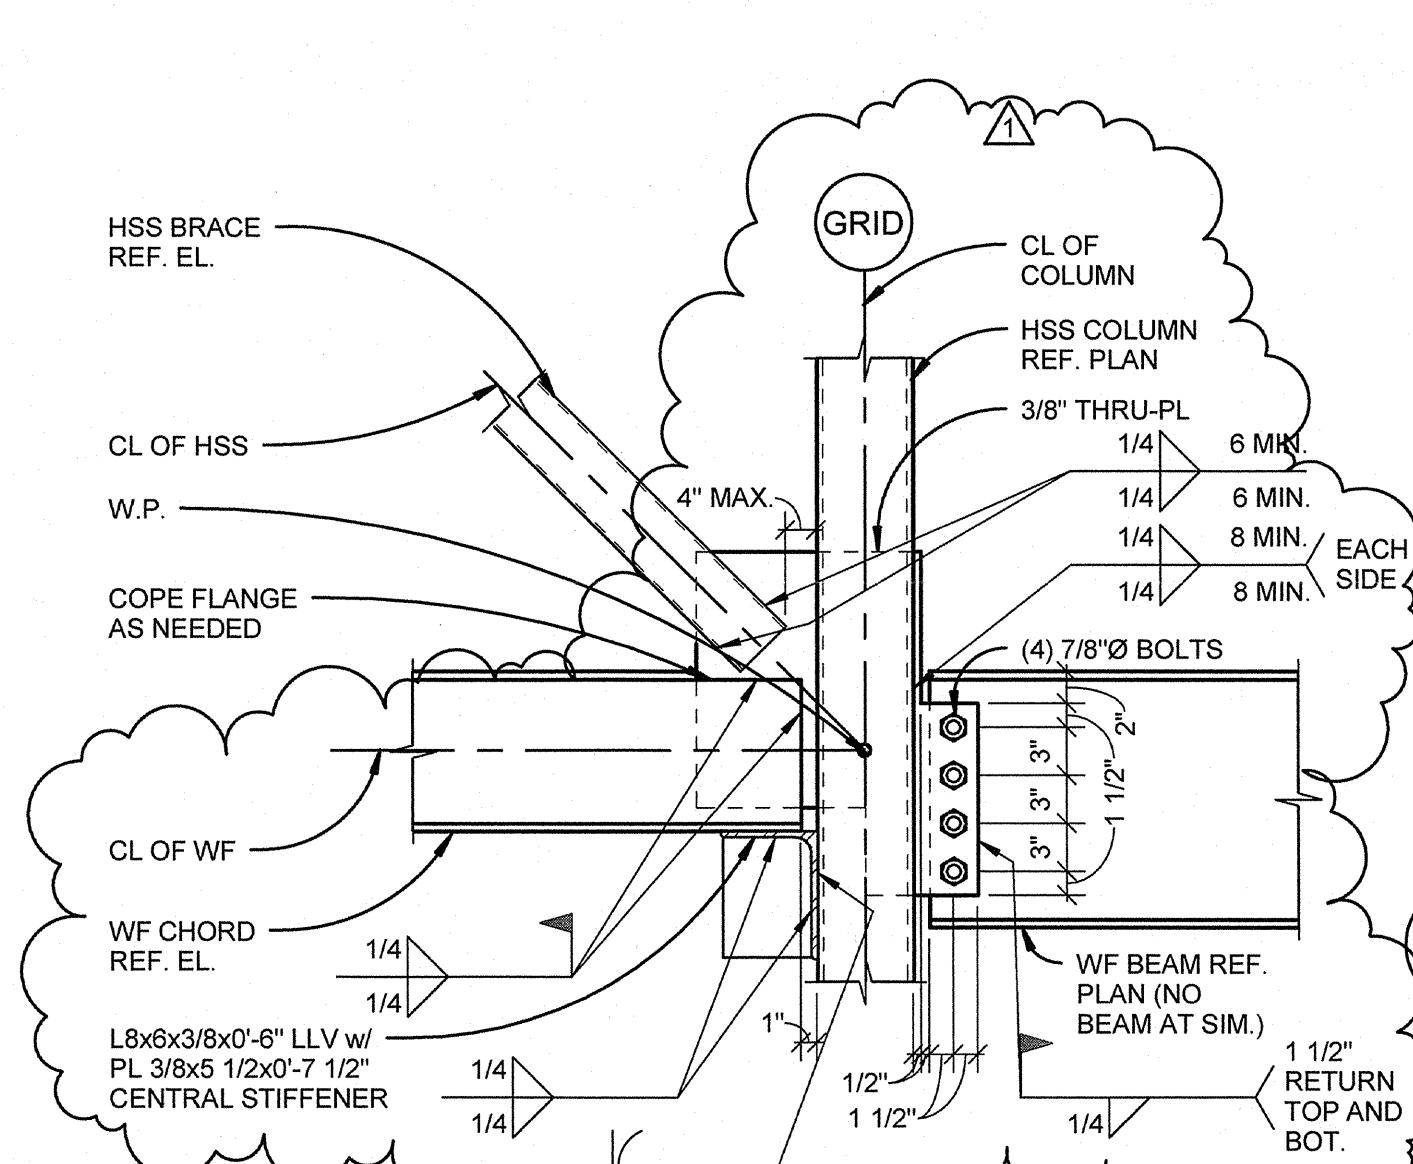 1
GRID
HSS BRACE
REF. EL.
CL OF
COLUMN
HSS COLUMN
REF. PLAN
3/8" THRU-PL
CL OF HSS
1/4
6 MIN.
1/4
6 MIN.
4" MAX.
W.P.
1/4
8 MIN.
1/4
8 MIN.
EACH
SIDE
COPE FLANGE
AS NEEDED
(4) 7/8"Ø BOLTS
2"
3"
3"
3"
1 1/2"
CL OF WF
WF CHORD
REF. EL.
1/4
1/4
WF BEAM REF.
PLAN (NO
BEAM AT SIM.)
L8x6x3/8x0'-6" LLV w/
PL 3/8x5 1/2x0'-7 1/2"
CENTRAL STIFFENER
1/4
1/4
1"
1/2"
1 1/2"
1/4
1 1/2"
RETURN
TOP AND
BOT.